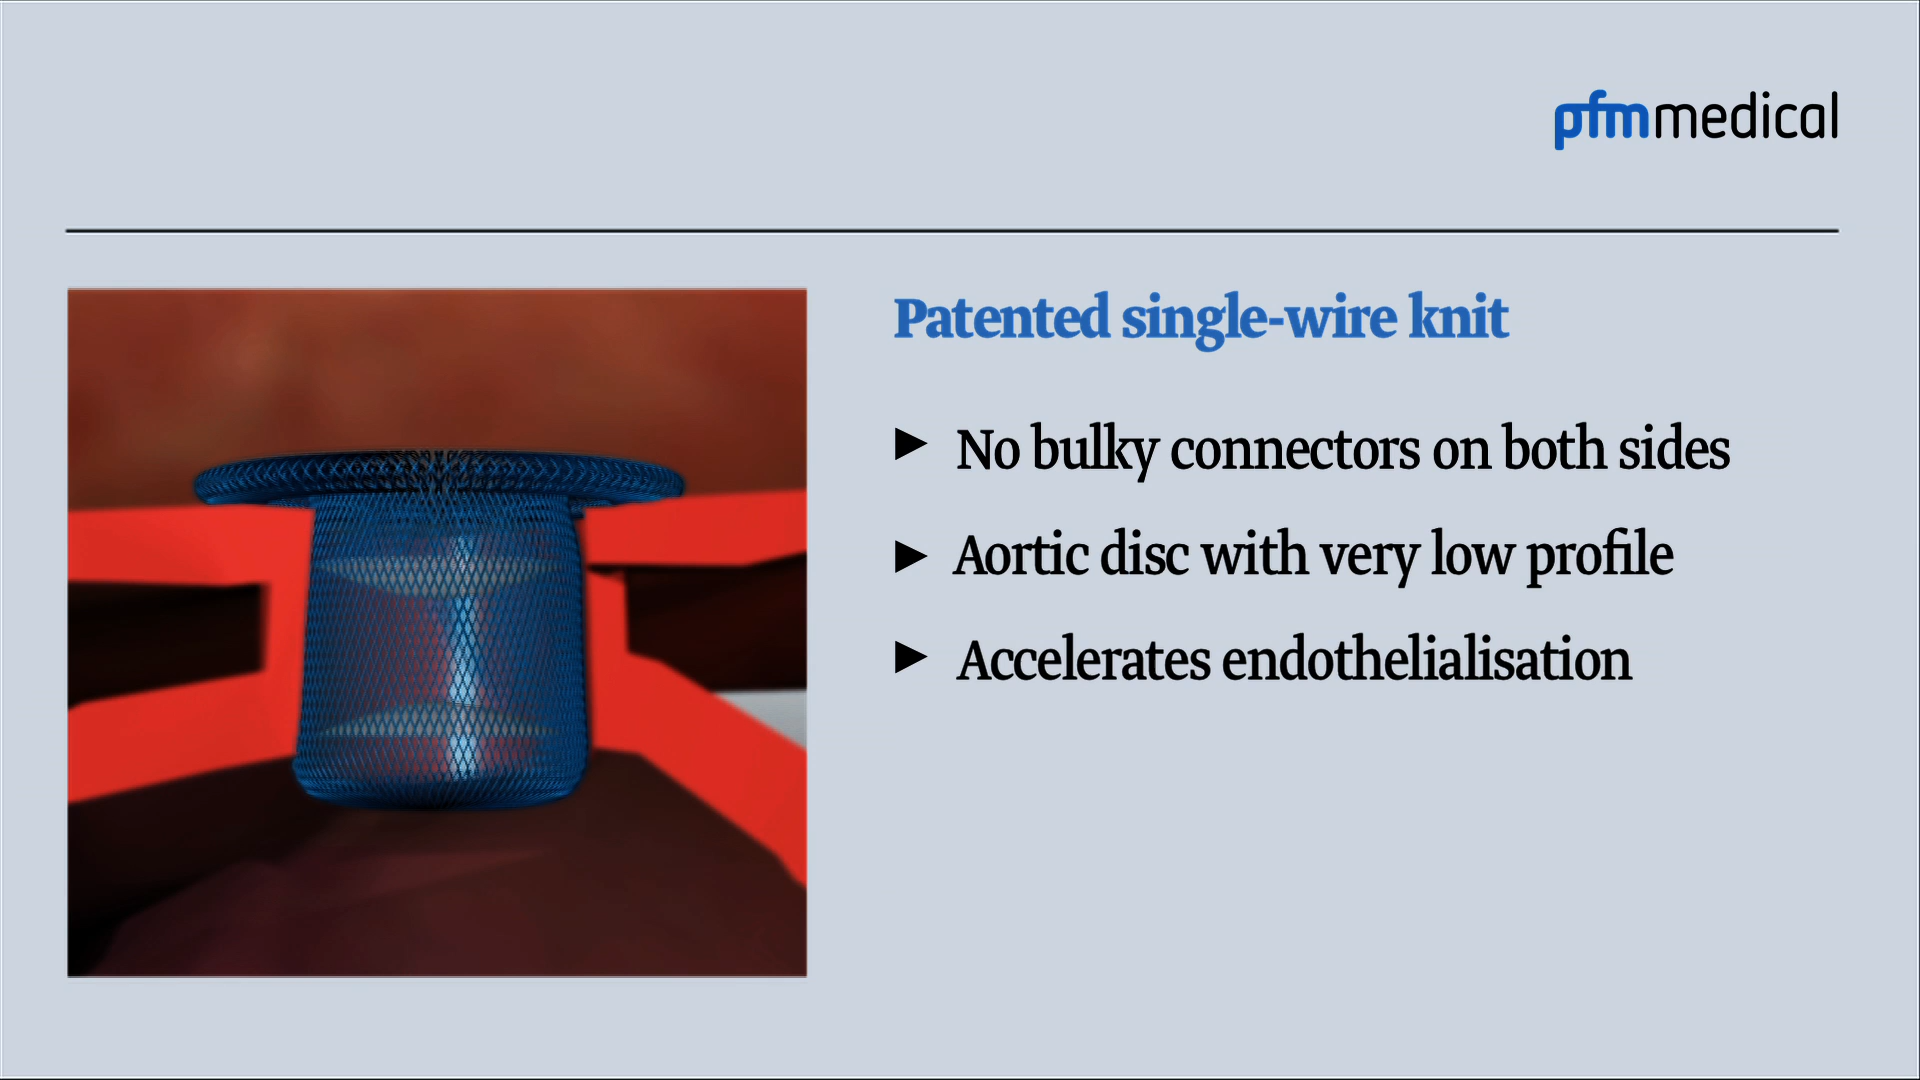 pfmmedical
Patented single-wire knit
No bulky connectors on both sides
Aortic disc with very low profile
Accelerates endothelialisation